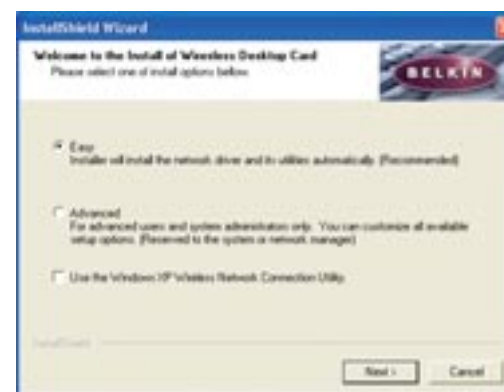 InstallShield Wizard
Welcome to the Install of Wireless Desktop Card
Please select one of install options below.
BELKIN
Easy
Installer will install the network driver and its utilities automatically. (Recommended)
Advanced
For advanced users and system administrators only. You can customize all available
setup options. (Reserved to the system or network manager)
Use the Windows XP Wireless Network Connection Utility
InstallShield
Next >
Cancel